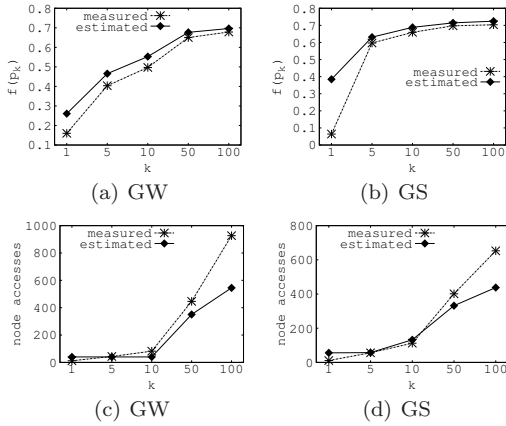 0.8
0.7
0.6
0.5
0.4
0.3
0.2
0.1
f(pk)
measured
estimated
1 5 10 50 100
k
(a) GW
0.8
0.7
0.6
0.5
0.4
0.3
0.2
0.1
0
f(pk)
measured
estimated
1 5 10 50 100
k
(b) GS
1000
800
600
400
200
0
node accesses
measured
estimated
1 5 10 50 100
k
(c) GW
800
600
400
200
0
node accesses
measured
estimated
1 5 10 50 100
k
(d) GS